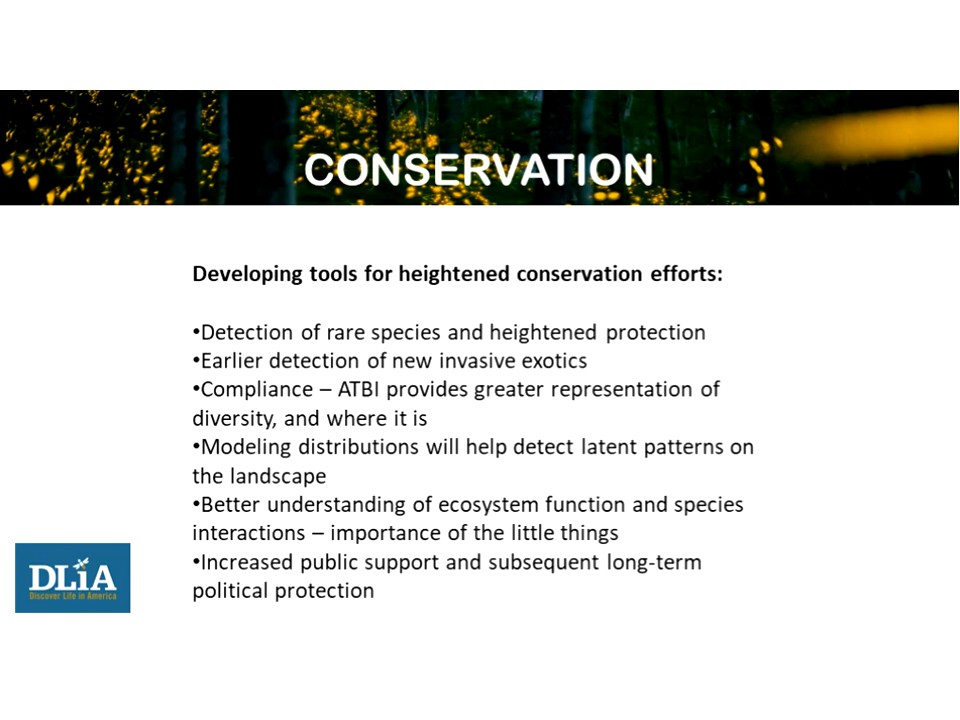 CONSERVATION
Developing tools for heightened conservation efforts:
•Detection of rare species and heightened protection
•Earlier detection of new invasive exotics
•Compliance – ATBI provides greater representation of
diversity, and where it is
•Modeling distributions will help detect latent patterns on
the landscape
•Better understanding of ecosystem function and species
interactions – importance of the little things
•Increased public support and subsequent long-term
political protection
DLiA
Discover Life in America